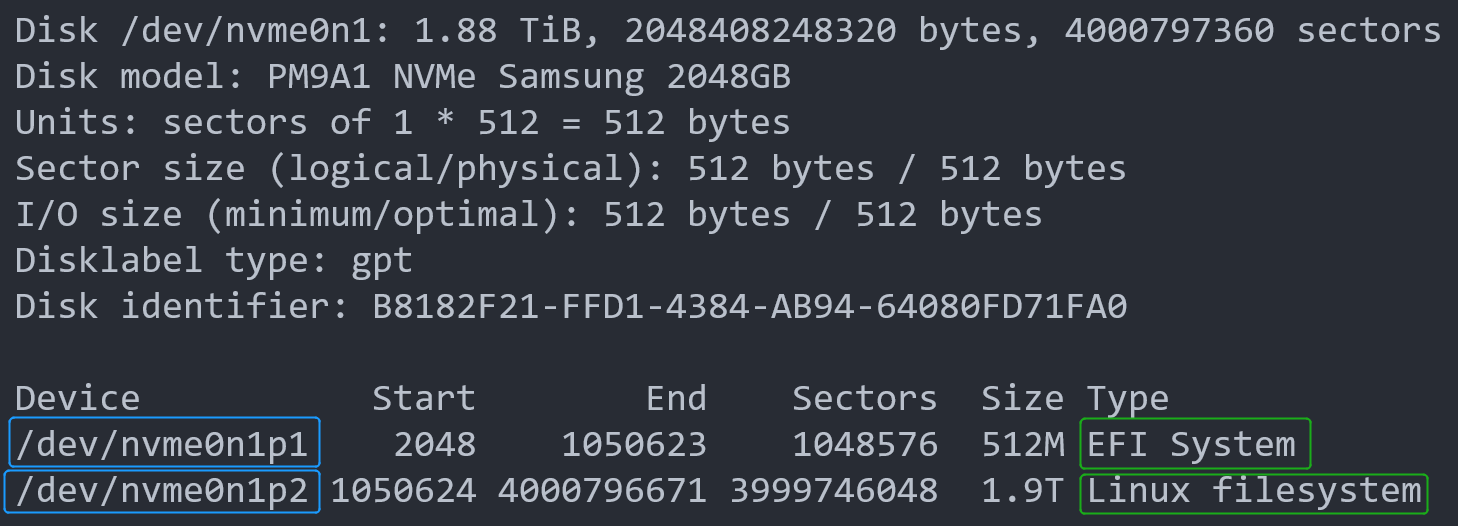 Disk /dev/nvme0n1: 1.88 TiB, 2048408248320 bytes, 4000797360 sectors
Disk model: PM9A1 NVMe Samsung 2048GB
Units: sectors of 1 * 512 = 512 bytes
Sector size (logical/physical): 512 bytes / 512 bytes
I/O size (minimum/optimal): 512 bytes / 512 bytes
Disklabel type: gpt
Disk identifier: B8182F21-FFD1-4384-AB94-64080FD71FA0
Device Start End Sectors Size Type
/dev/nvme0n1p1 2048 1050623 1048576 512M EFI System
/dev/nvme0n1p2 1050624 4000796671 3999746048 1.9T Linux filesystem